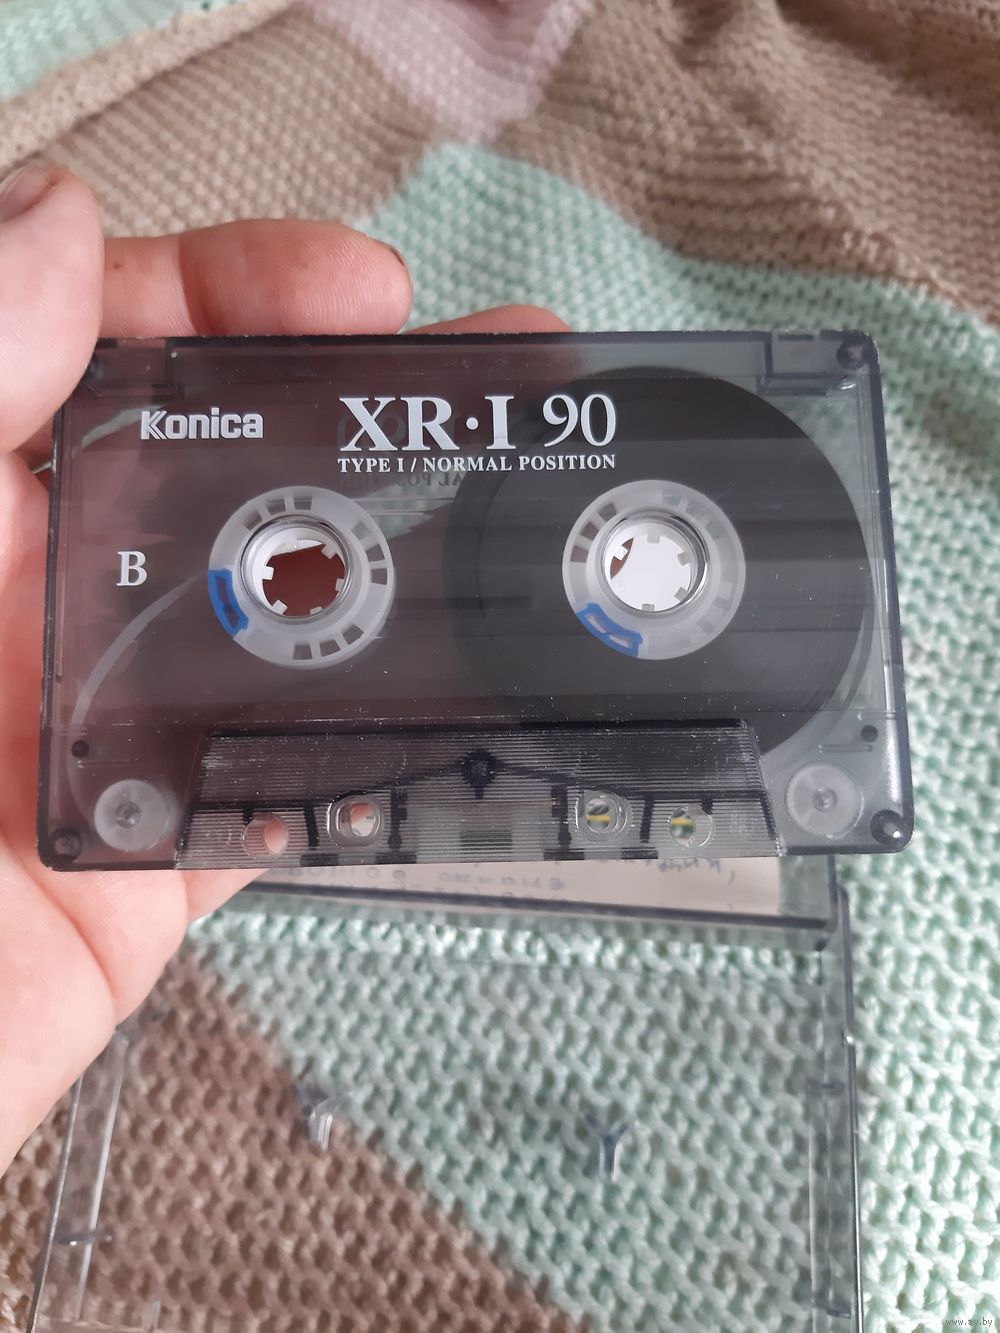 Konica
XR·I 90
TYPE I / NORMAL POSITION
B
www.ay.by